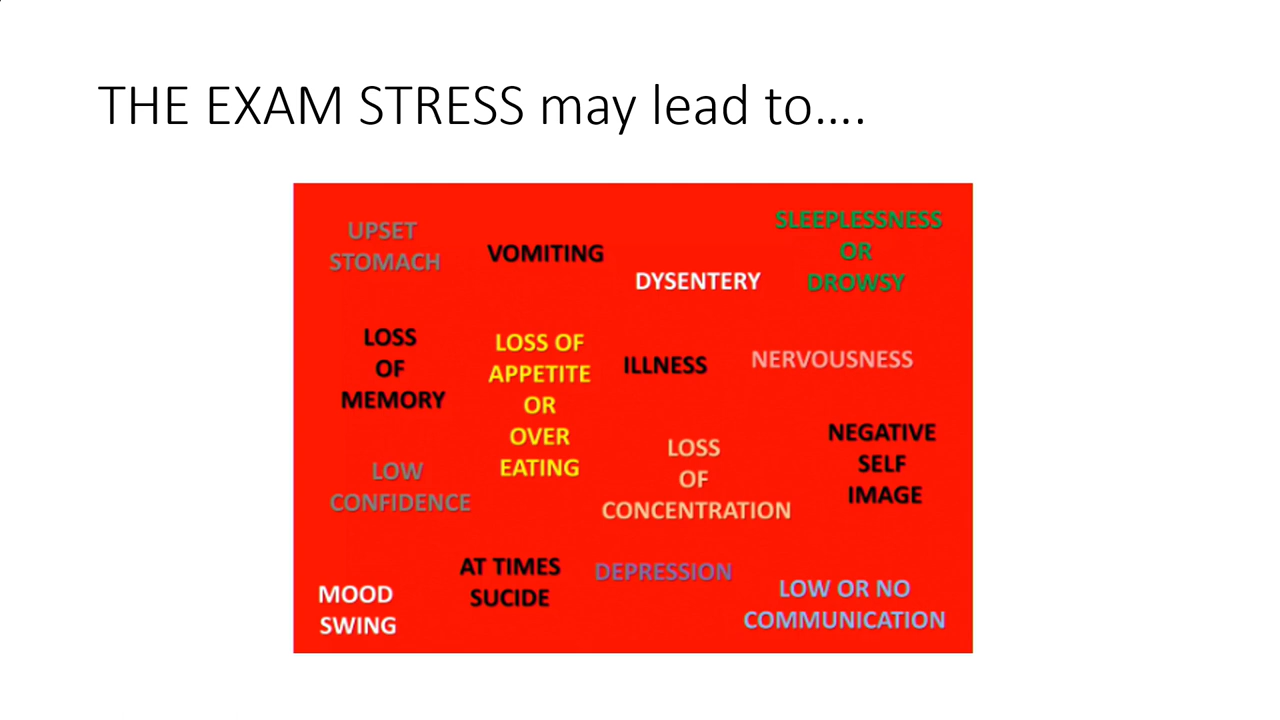 THE EXAM STRESS may lead to....
UPSET
STOMACH
VOMITING
DYSENTERY
SLEEPLESSNESS
OR
DROWSY
LOSS
OF
MEMORY
LOSS OF
APPETITE
OR
OVER
EATING
ILLNESS
NERVOUSNESS
LOW
CONFIDENCE
LOSS
OF
CONCENTRATION
NEGATIVE
SELF
IMAGE
MOOD
SWING
AT TIMES
SUCIDE
DEPRESSION
LOW OR NO
COMMUNICATION